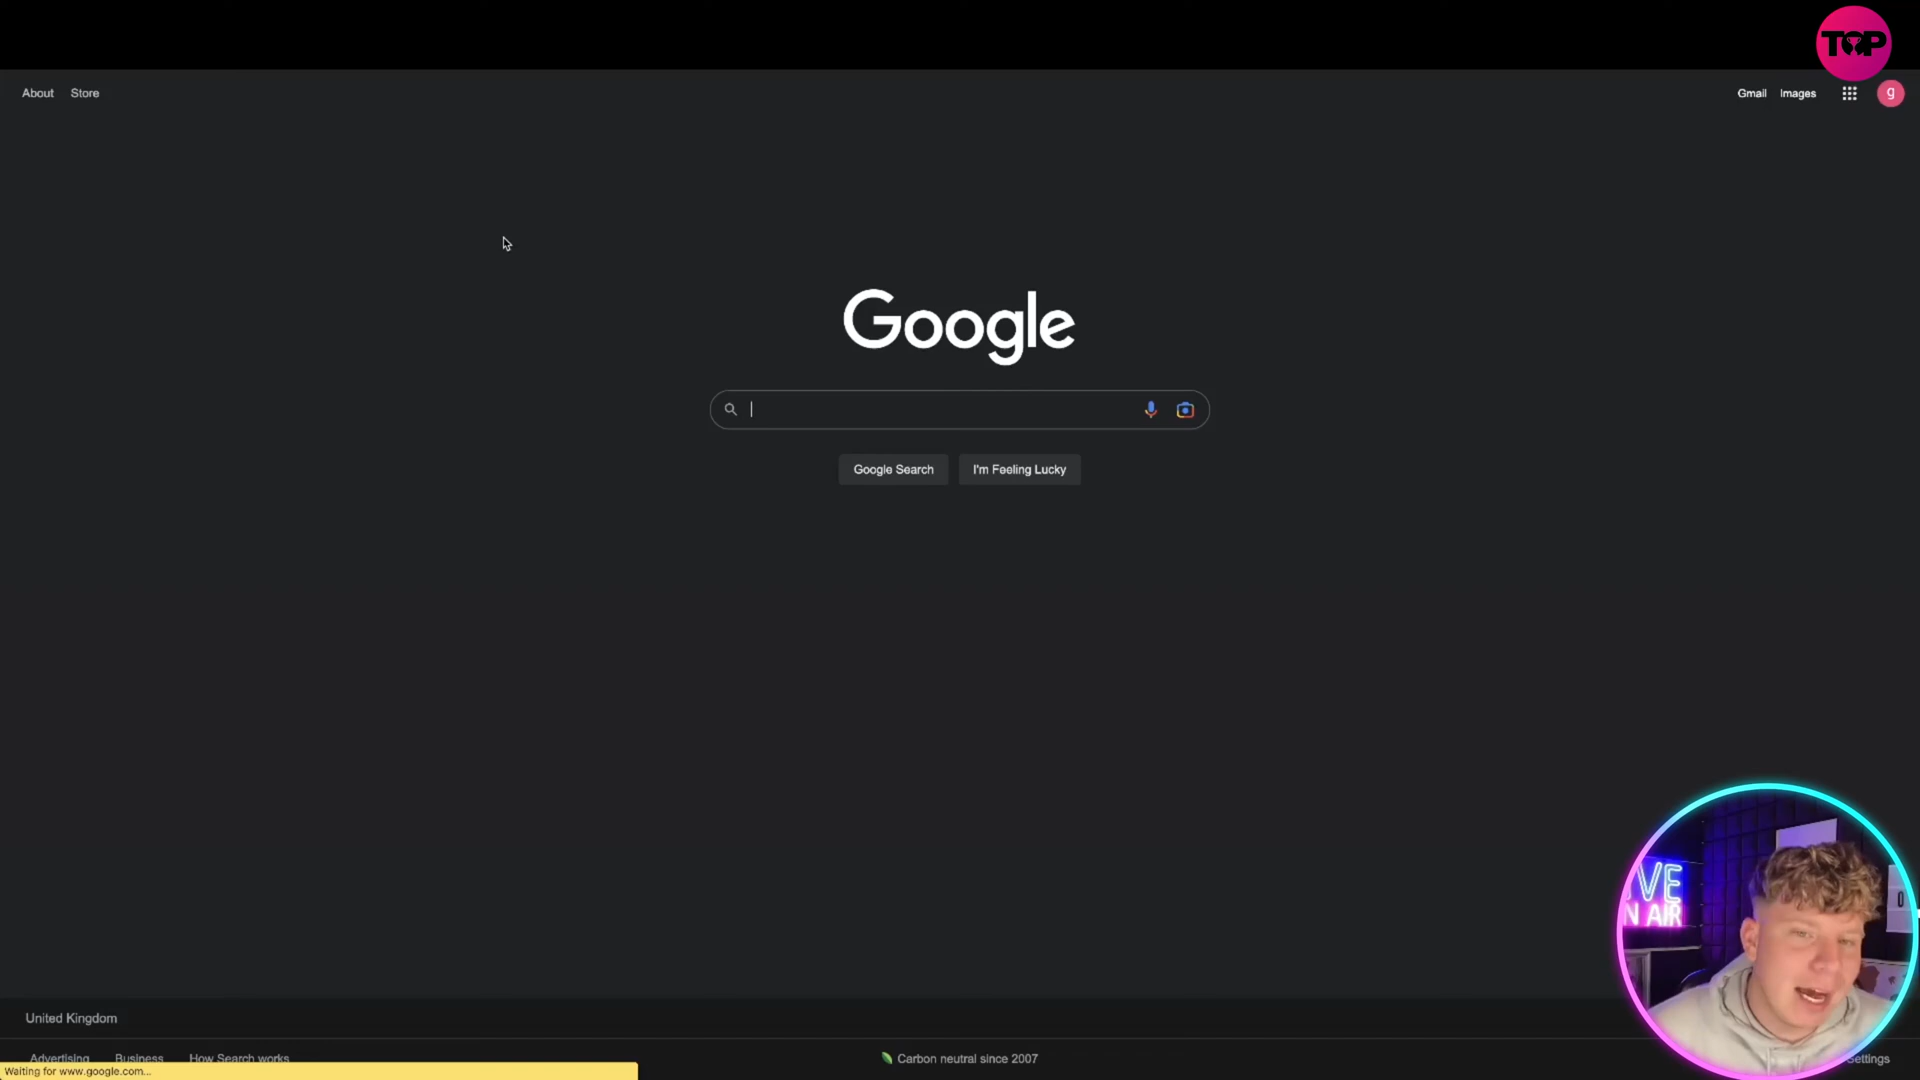 TOP
About Store
Gmail Images
g
Google
Google Search I'm Feeling Lucky
VE
N AIR
United Kingdom
Advertising Business How Search works
Carbon neutral since 2007
Settings
Waiting for www.google.com...